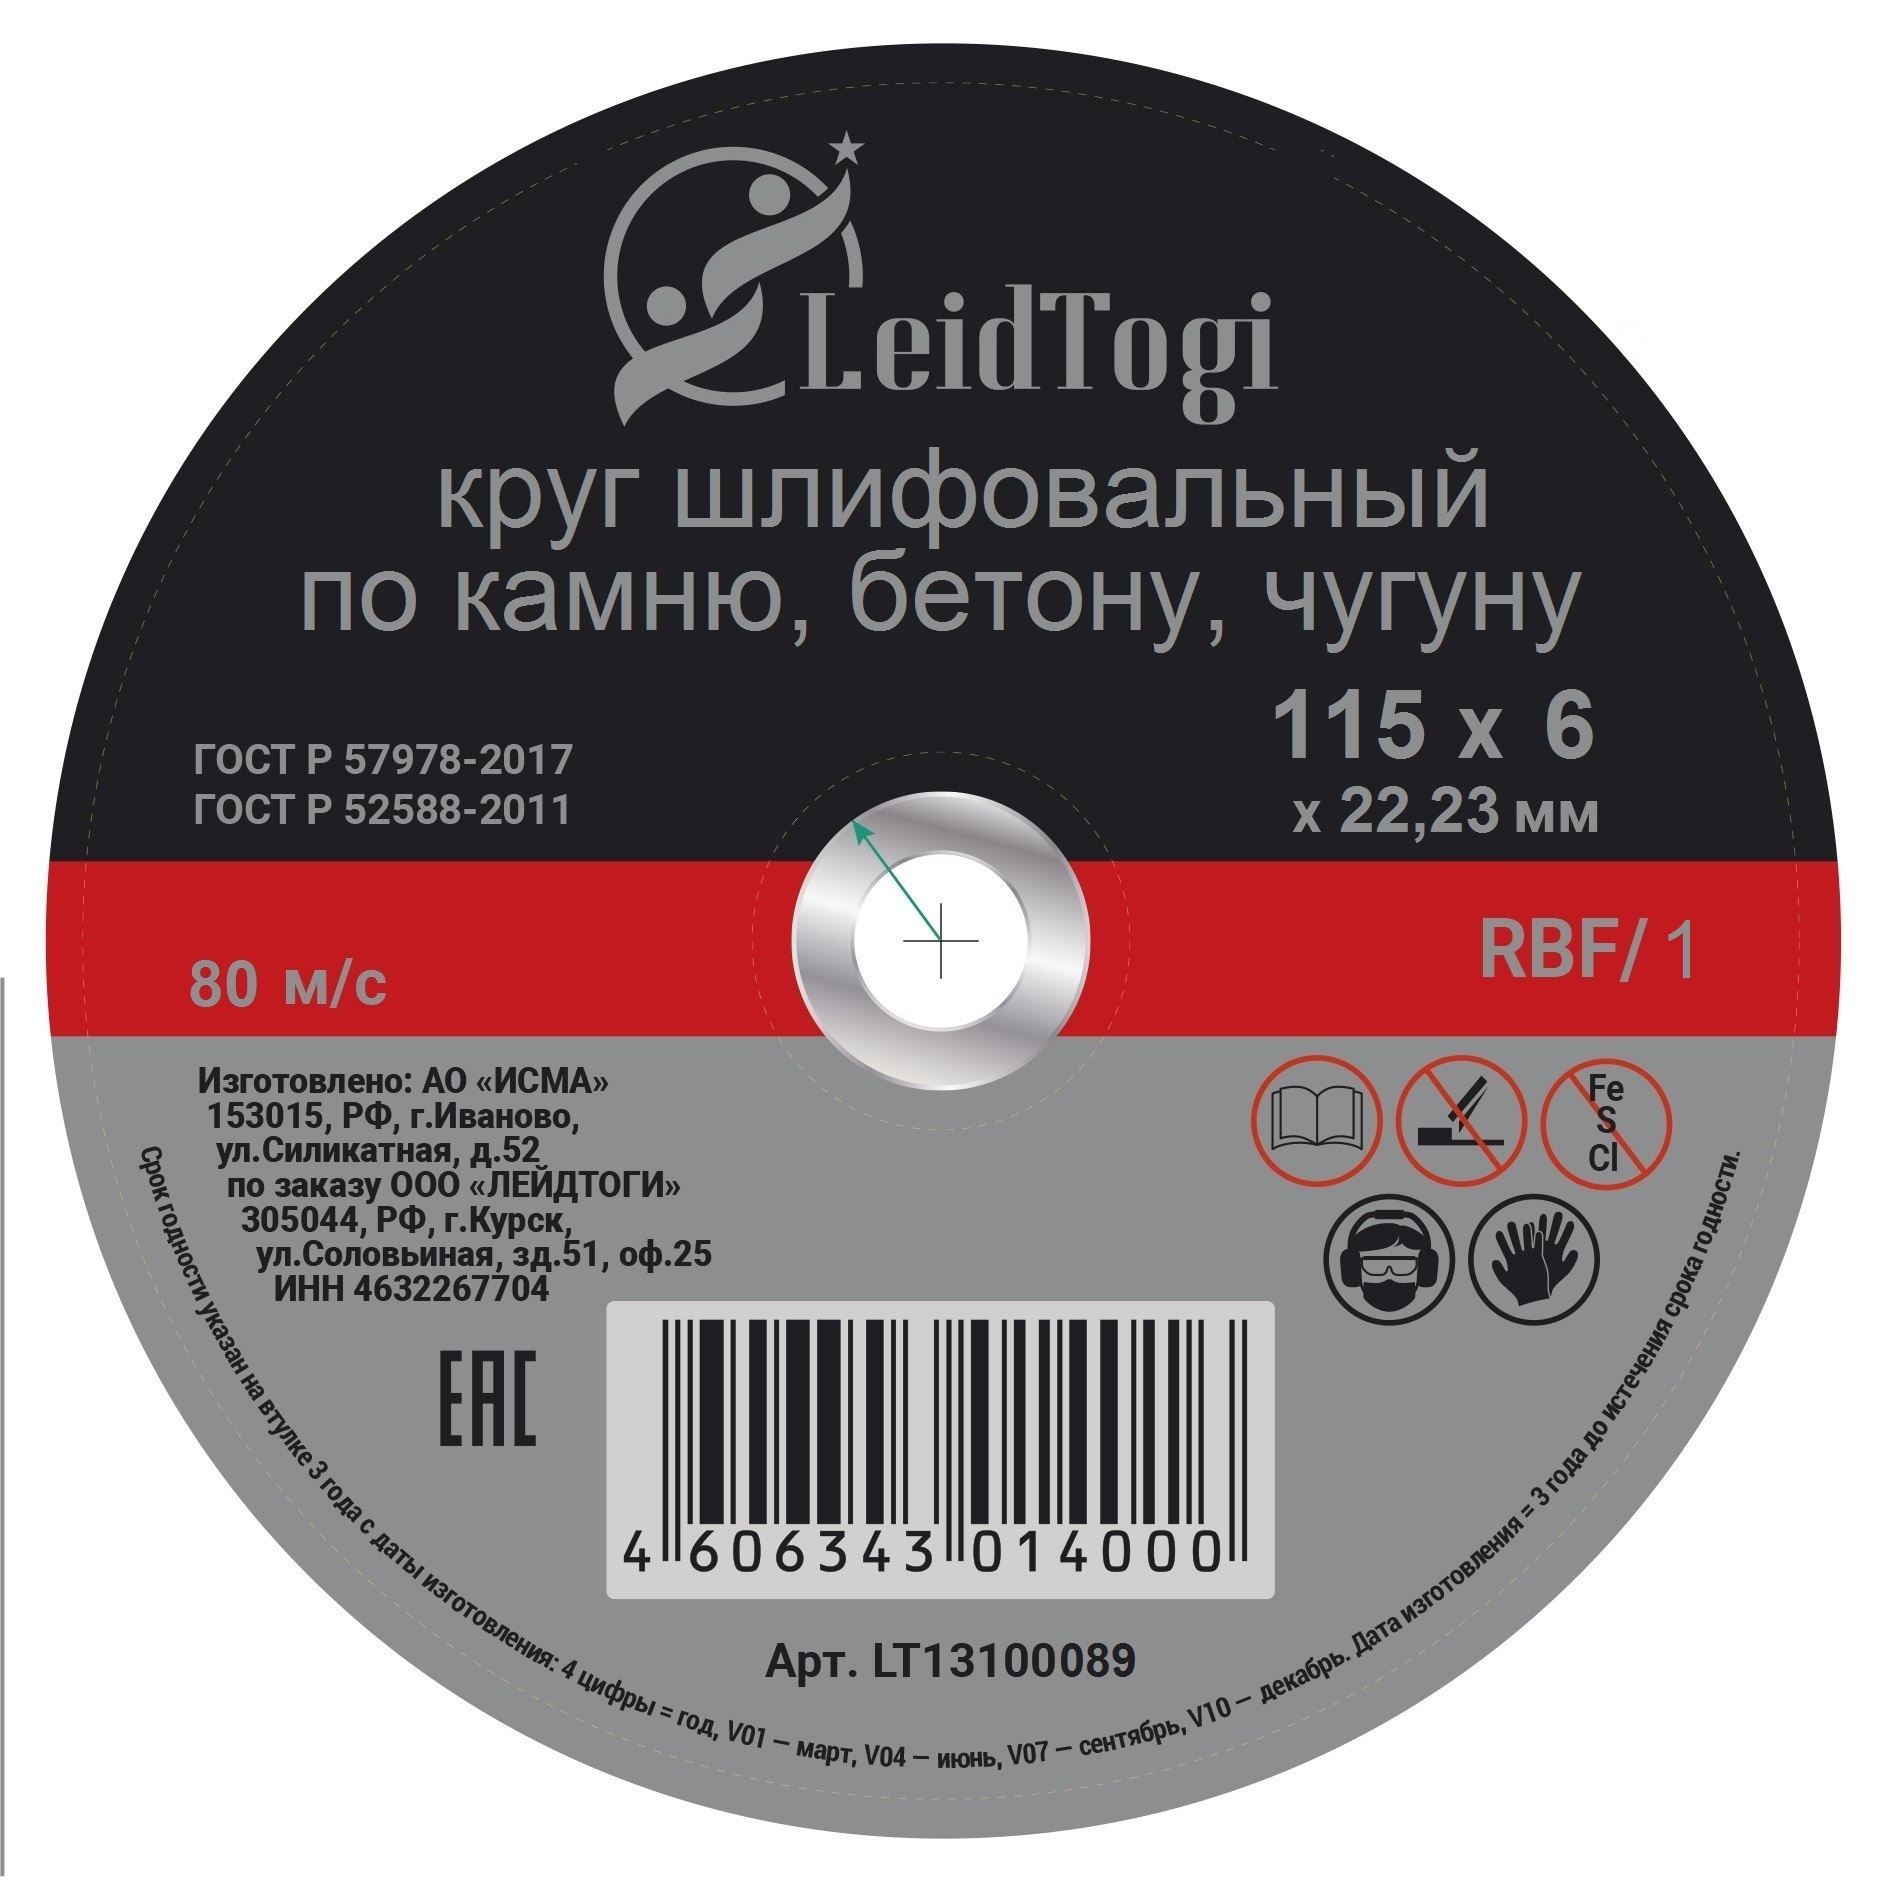 LeidTogi
круг шлифовальный
по камню, бетону, чугуну
115 x 6
x 22,23 мм
ГОСТ Р 57978-2017
ГОСТ Р 52588-2011
80 м/с
RBF/ 1
Изготовлено: АО «ИСМА»
153015, РФ, г.Иваново,
ул.Силикатная, д.52
по заказу ООО «ЛЕЙДТОГИ»
305044, РФ, г.Курск,
ул.Соловьиная, зд.51, оф.25
ИНН 4632267704
Fe
S
Cl
EAC
4 606343 014000
Арт. LT13100089
Срок годности указан на втулке 3 года с даты изготовления: 4 цифры = год, V01 – март, V04 – июнь, V07 – сентябрь, V10 – декабрь. Дата изготовления = 3 года до истечения срока годности.